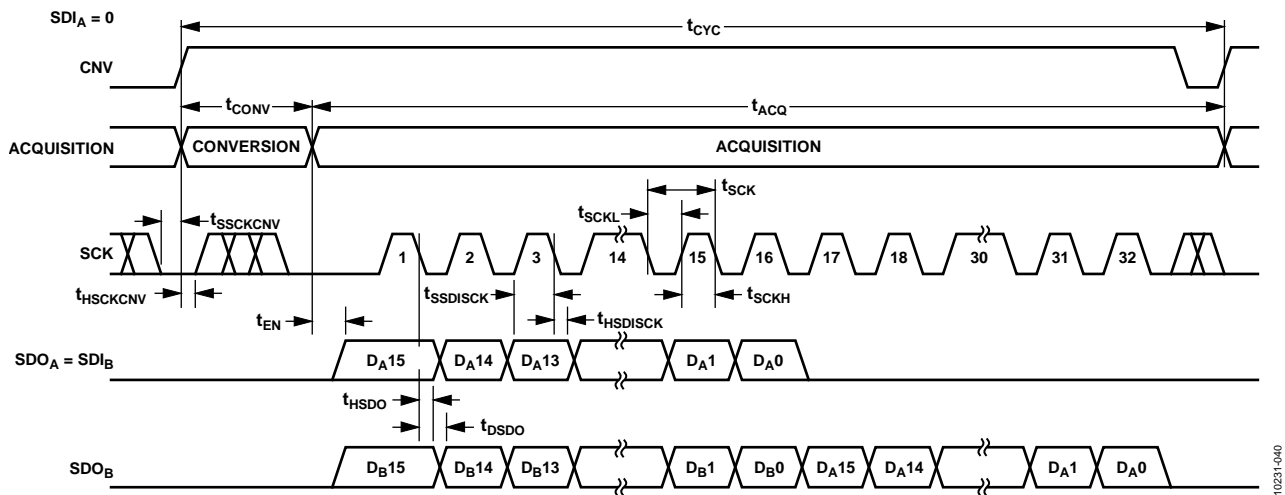 SDIA = 0
tCYC
CNV
tCONV
tACQ
ACQUISITION CONVERSION ACQUISITION
tSCK
tSSCKCNV
tSCKL
SCK 1 2 3 14 15 16 17 18 30 31 32
tHSCKCNV
tSSDISCK
tSCKH
tEN
tHSDISCK
SDOA = SDIB DA15 DA14 DA13 DA1 DA0
tHSDO
tDSDO
SDOB DB15 DB14 DB13 DB1 DB0 DA15 DA14 DA1 DA0
10231-040